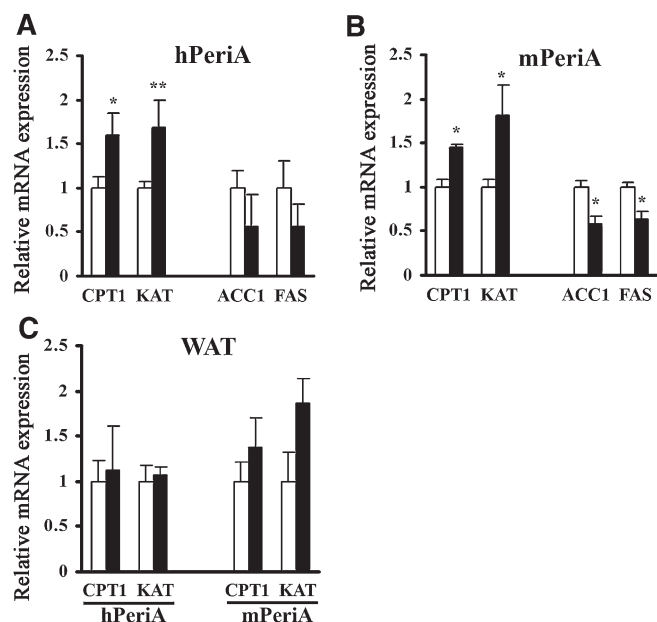 A
hPeriA
Relative mRNA expression
2.5
2
1.5
1
0.5
0
*
**
CPT1 KAT ACC1 FAS
B
mPeriA
Relative mRNA expression
2.5
2
1.5
1
0.5
0
*
*
*
*
CPT1 KAT ACC1 FAS
C
WAT
Relative mRNA expression
2.5
2
1.5
1
0.5
0
CPT1 KAT CPT1 KAT
hPeriA mPeriA